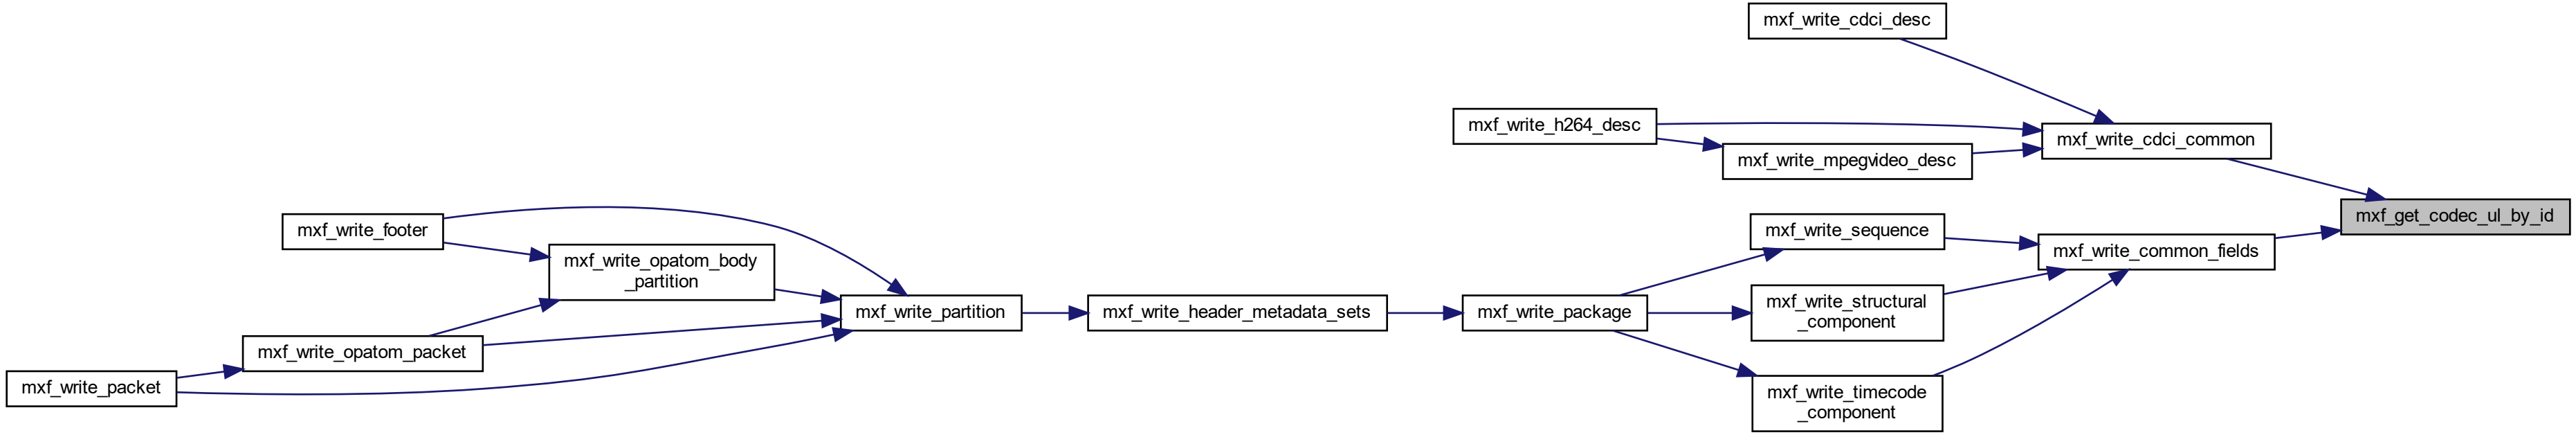 mxf_write_cdci_desc
mxf_write_h264_desc
mxf_write_cdci_common
mxf_write_mpegvideo_desc
mxf_get_codec_ul_by_id
mxf_write_footer
mxf_write_sequence
mxf_write_common_fields
mxf_write_opatom_body
_partition
mxf_write_partition
mxf_write_header_metadata_sets
mxf_write_package
mxf_write_structural
_component
mxf_write_opatom_packet
mxf_write_packet
mxf_write_timecode
_component